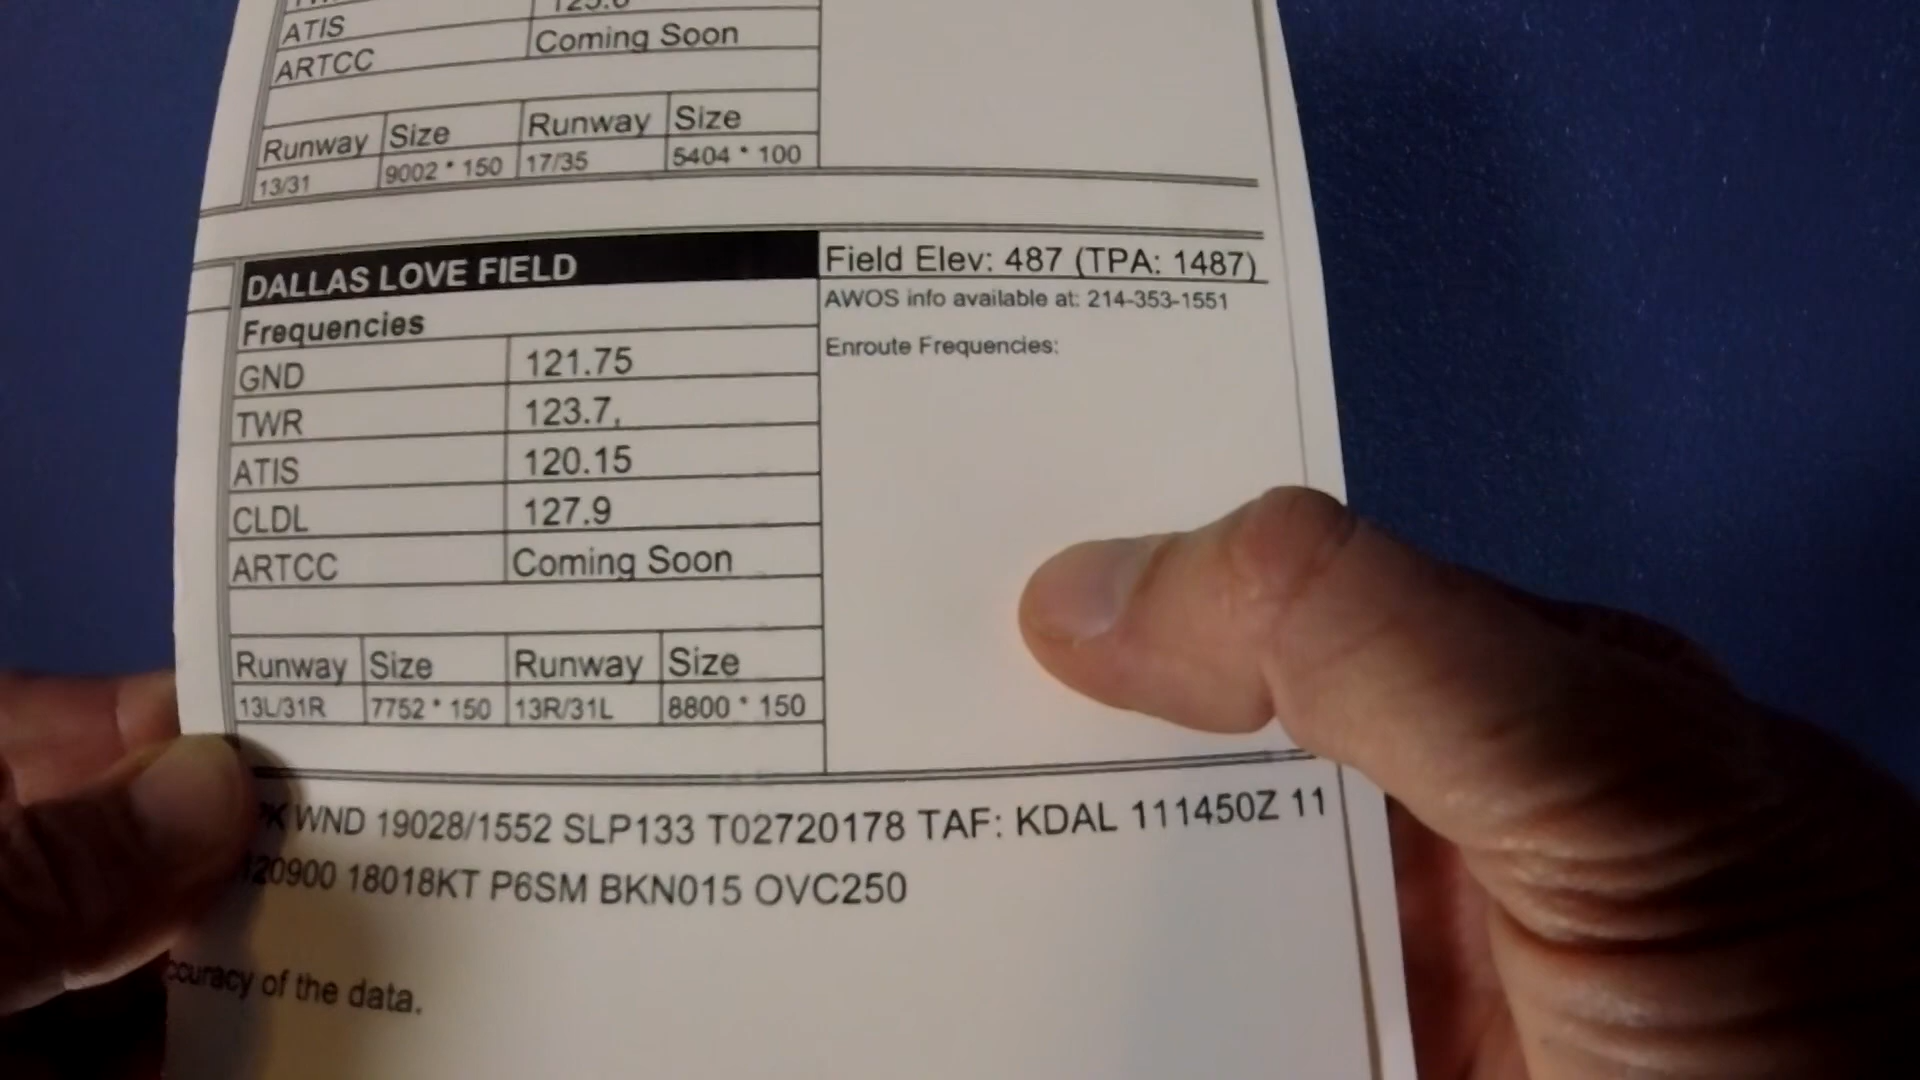 ATIS
ARTCC Coming Soon
Runway Size Runway Size
13/31 9002 * 150 17/35 5404 * 100
DALLAS LOVE FIELD Field Elev: 487 (TPA: 1487)
AWOS info available at: 214-353-1551
Frequencies
Enroute Frequencies:
GND 121.75
TWR 123.7,
ATIS 120.15
CLDL 127.9
ARTCC Coming Soon
Runway Size Runway Size
13L/31R 7752 * 150 13R/31L 8800 * 150
WND 19028/1552 SLP133 T02720178 TAF: KDAL 111450Z 11
18018KT P6SM BKN015 OVC250
of the data.